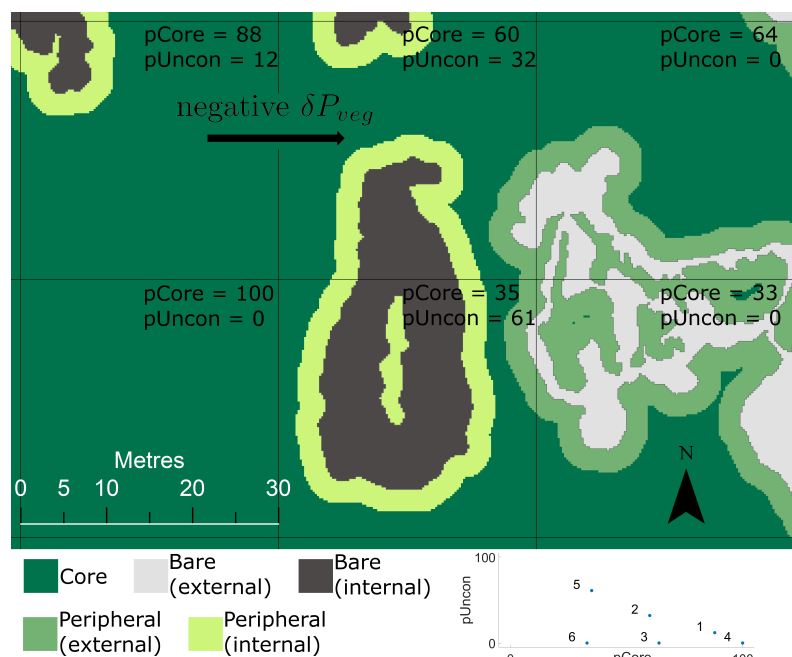 pCore = 88
pUncon = 12
pCore = 60
pUncon = 32
pCore = 64
pUncon = 0
negative δP_veg
pCore = 100
pUncon = 0
pCore = 35
pUncon = 61
pCore = 33
pUncon = 0
Metres
0 5 10 20 30
N
Core
Bare
(external)
Bare
(internal)
Peripheral
(external)
Peripheral
(internal)
100
pUncon
0
5
2
1
6
3
4
0
pCore
100